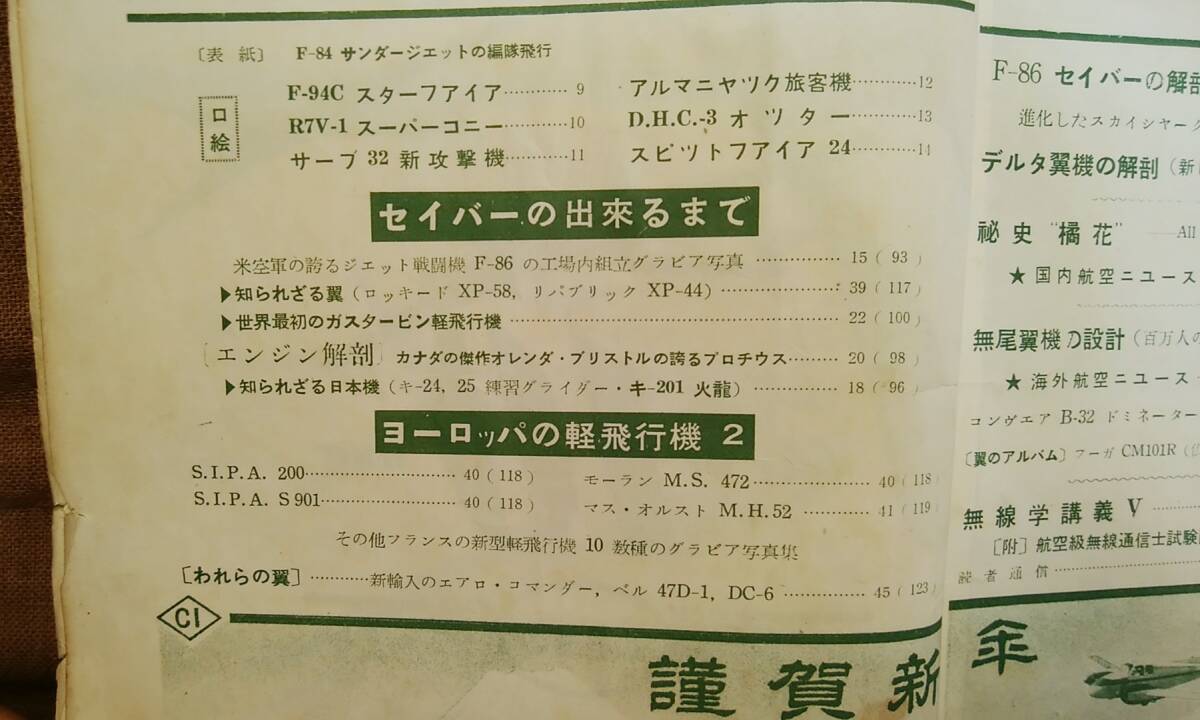 〔表紙〕 F-84 サンダージエットの編隊飛行
口絵
F-94C スターフアイア………… 9
R7V-1 スーパーコニー…………10
サーブ 32 新攻撃機…………11
アルマニヤツク旅客機…………12
D.H.C.-3 オツター…………13
スピツトフアイア 24…………14
セイバーの出來るまで
米空軍の誇るジエット戦闘機 F-86 の工場内組立グラビア写真 …………… 15 ( 93 )
▶知られざる翼 (ロッキード XP-58, リパブリック XP-44) …………… 39 ( 117 )
▶世界最初のガスタービン軽飛行機 …………… 22 ( 100 )
〔エンジン解剖〕 カナダの傑作オレンダ・ブリストルの誇るプロチウス……… 20 ( 98 )
▶知られざる日本機 (キ-24, 25 練習グライダー・キ-201 火龍) …………… 18 ( 96 )
ヨーロッパの軽飛行機 2
S.I.P.A. 200…………… 40 (118 )
S.I.P.A. S 901…………… 40 (118 )
モーラン M.S. 472…………… 40 ( 118
マス・オルスト M.H.52 ………… 41 ( 119
その他フランスの新型軽飛行機 10 数種のグラビア写真集
〔われらの翼〕…………新輸入のエアロ・コマンダー, ベル 47D-1, DC-6 …………… 45 ( 123
CI
謹賀新年
F-86 セイバーの解剖
進化したスカイシャーク
デルタ翼機の解剖 (新し
祕史 "橘花" ——All
★ 国内航空ニユース
無尾翼機の設計 (百万人の
★ 海外航空ニユース
コンヴエア B-32 ドミネーター
〔翼のアルバム〕フーガ CM101R (仏
無線学講義 V …………
〔附〕航空級無線通信士試験
読者通信……………